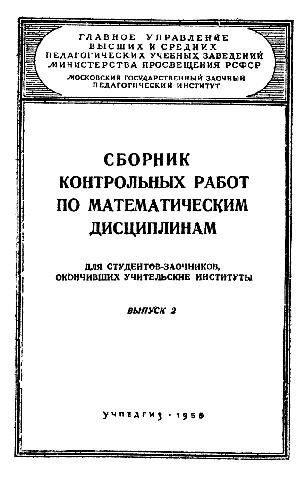 ГЛАВНОЕ УПРАВЛЕНИЕ
ВЫСШИХ И СРЕДНИХ
ПЕДАГОГИЧЕСКИХ УЧЕБНЫХ ЗАВЕДЕНИЙ
МИНИСТЕРСТВА ПРОСВЕЩЕНИЯ РСФСР
МОСКОВСКИЙ ГОСУДАРСТВЕННЫЙ ЗАОЧНЫЙ
ПЕДАГОГИЧЕСКИЙ ИНСТИТУТ
СБОРНИК
КОНТРОЛЬНЫХ РАБОТ
ПО МАТЕМАТИЧЕСКИМ
ДИСЦИПЛИНАМ
ДЛЯ СТУДЕНТОВ-ЗАОЧНИКОВ,
ОКОНЧИВШИХ УЧИТЕЛЬСКИЕ ИНСТИТУТЫ
ВЫПУСК 2
УЧПЕДГИЗ ·